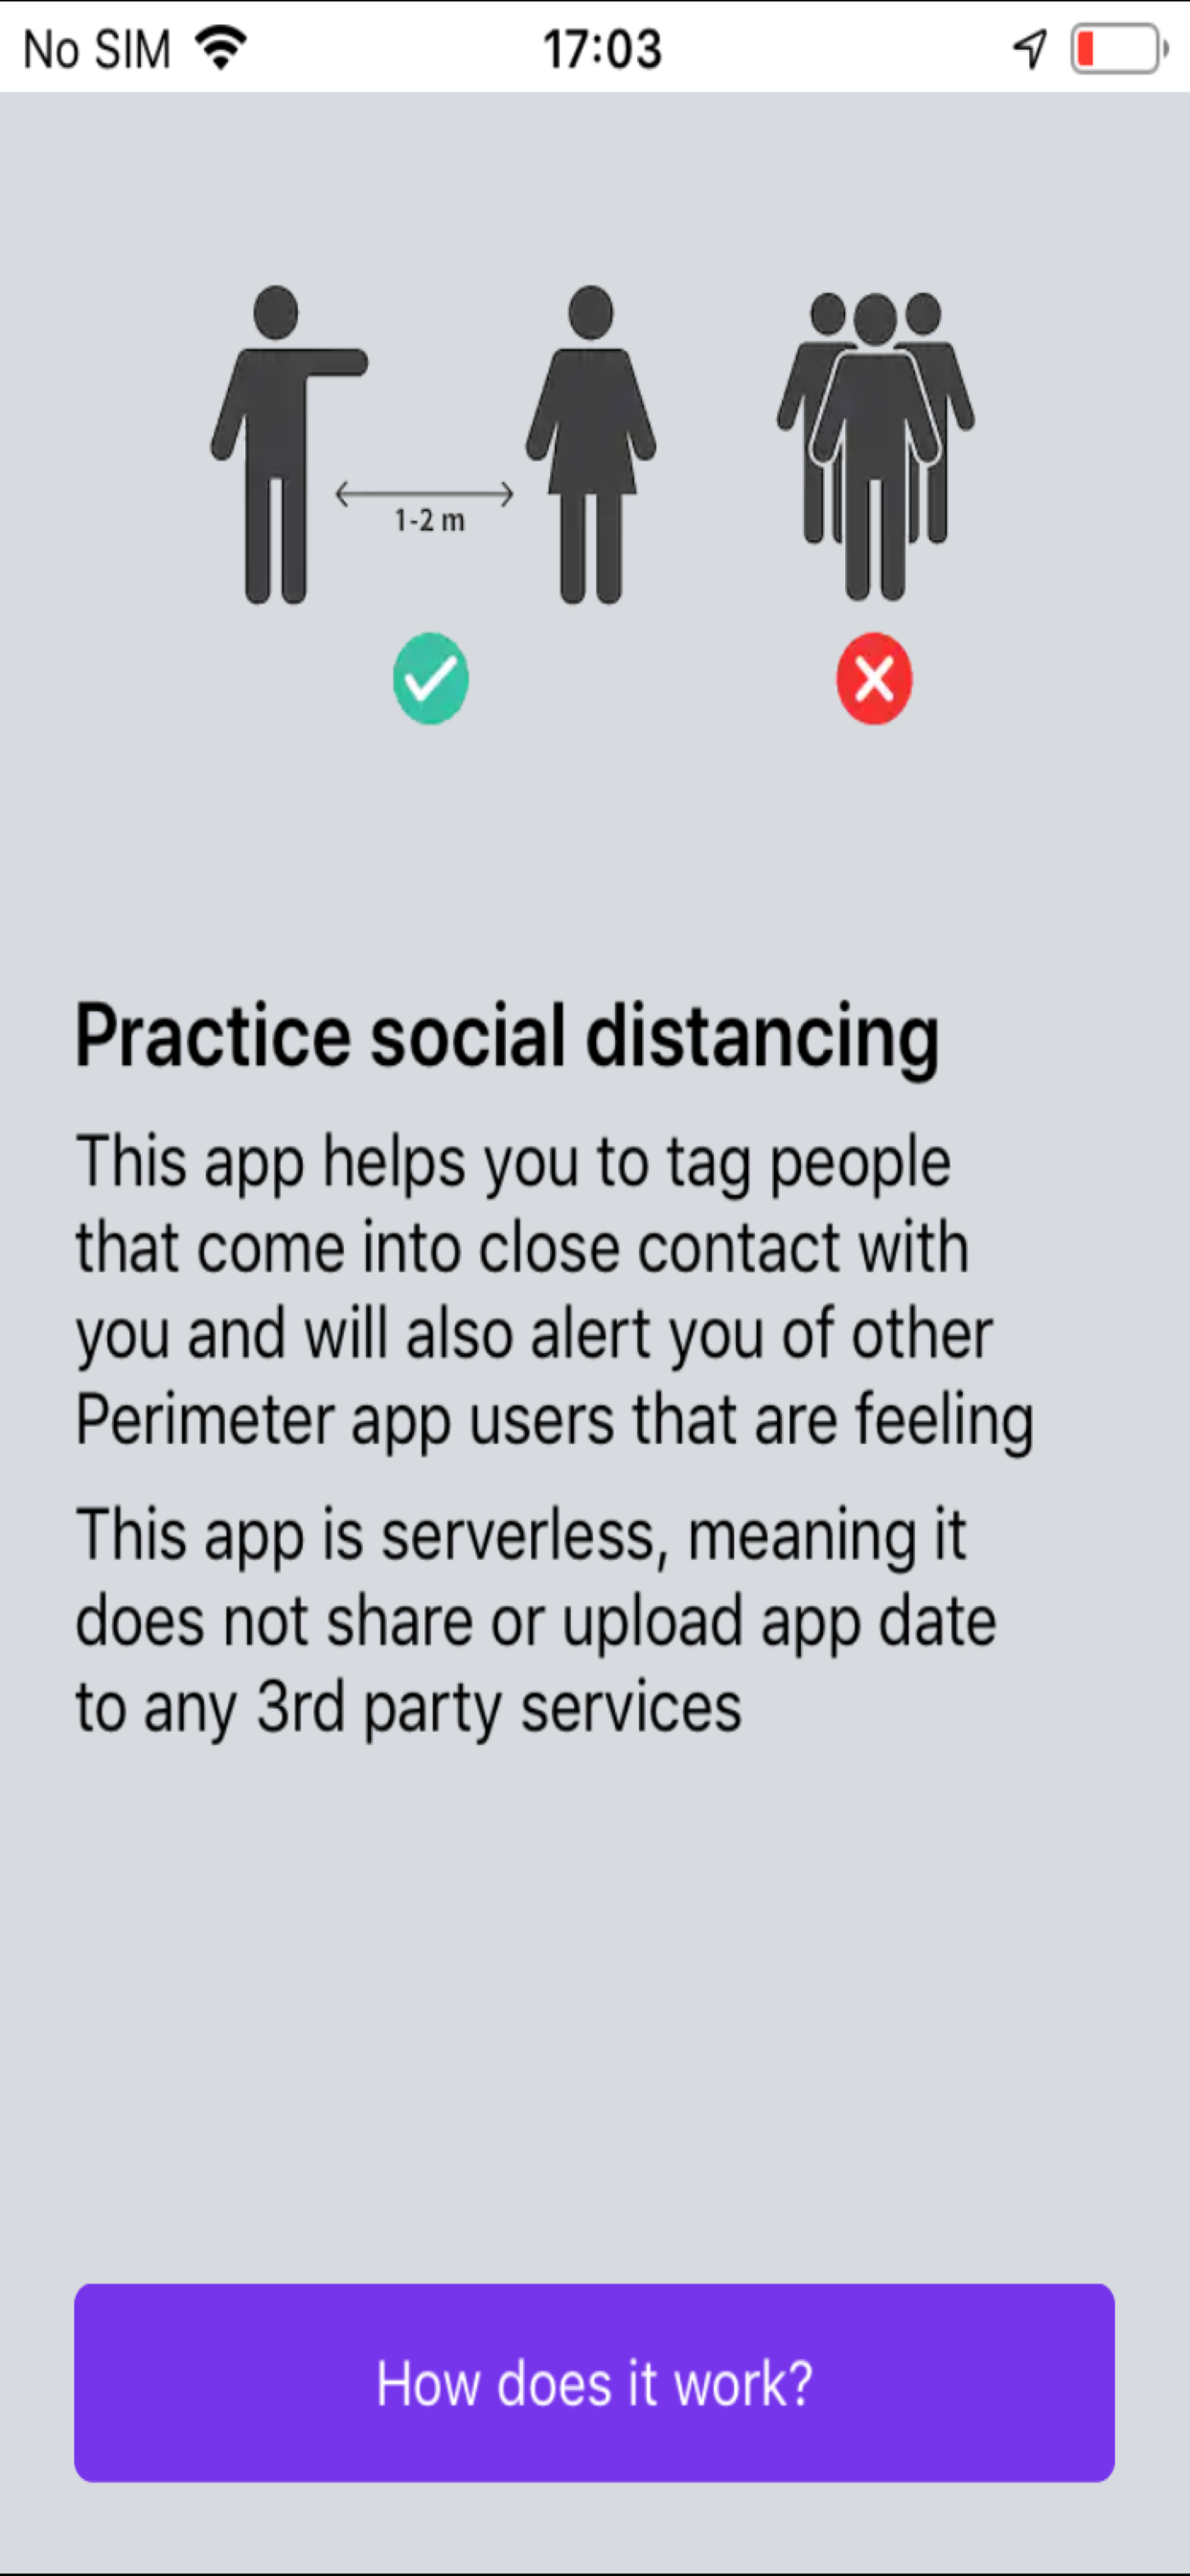 No SIM 17:03
1-2 m
Practice social distancing
This app helps you to tag people
that come into close contact with
you and will also alert you of other
Perimeter app users that are feeling
This app is serverless, meaning it
does not share or upload app date
to any 3rd party services
How does it work?